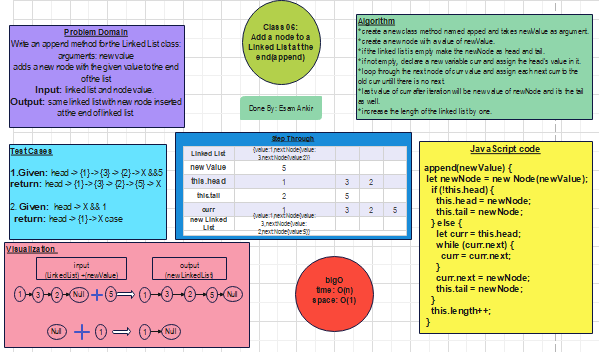 Problem Domain
Write an append method for the Linked List class:
arguments: new value
adds a new node with the given value to the end
of the list
Input: linked list and node value.
Output: same linked list with new node inserted
at the end of linked list
Class 06:
Add a node to a
Linked List at the
end(append)
Done By: Esam Ankir
Algorithm
*create a new class method named apped and takes newValue as argument.
*create a new node with a value of newValue.
*if the linked list is empty make the newNode as head and tail.
*if not empty, declare a new variable curr and assign the head's value in it.
*loop through the next node of curr value and assign each next curr to the
old curr untill there is no next.
*last value of curr after iteration will be new value of newNode and its the tail
as well.
*increase the length of the linked list by one.
Test Cases
1.Given: head -> {1}->{3} -> {2}->X &&5
return: head -> {1}->{3} -> {2}->{5} -> X
2. Given: head -> X && 1
return: head -> {1}->X case
Step Through
Linked List {value:1,next:Node{value:
3,next:Node{value:2}}
new Value 5
this.head 1 3 2
this.tail 2 5
curr 1 3 2 5
new Linked List {value:1,next:Node{value:
3,next:Node{value:
2,next:Node{value:5}}
JavaScript code
append(newValue) {
let newNode = new Node(newValue);
if (!this.head) {
this.head = newNode;
this.tail = newNode;
} else {
let curr = this.head;
while (curr.next) {
curr = curr.next;
}
curr.next = newNode;
this.tail = newNode;
}
this.length++;
}
Visualization
input
(LinkedList) +(newValue)
output
(newLinkedList)
1 3 2 Null + 5 1 3 2 5 Null
Null + 1 1 Null
bigO
time: O(n)
space: O(1)